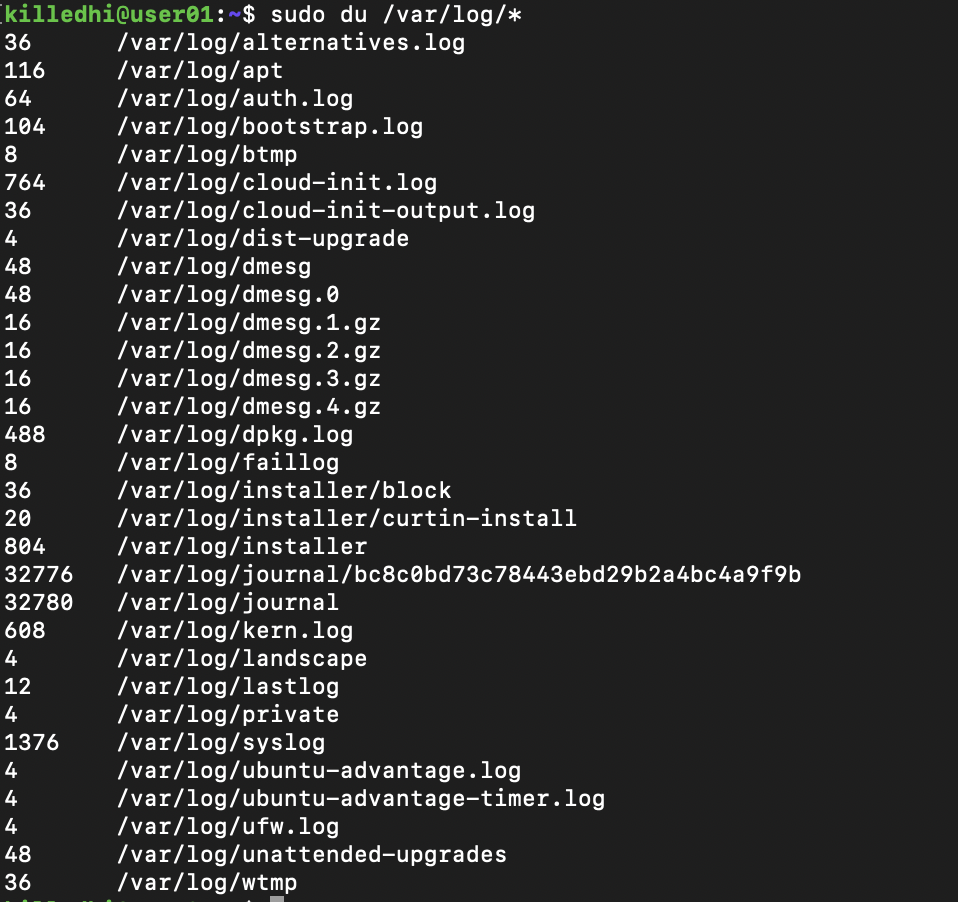 [killedhi@user01:~$ sudo du /var/log/*
36 /var/log/alternatives.log
116 /var/log/apt
64 /var/log/auth.log
104 /var/log/bootstrap.log
8 /var/log/btmp
764 /var/log/cloud-init.log
36 /var/log/cloud-init-output.log
4 /var/log/dist-upgrade
48 /var/log/dmesg
48 /var/log/dmesg.0
16 /var/log/dmesg.1.gz
16 /var/log/dmesg.2.gz
16 /var/log/dmesg.3.gz
16 /var/log/dmesg.4.gz
488 /var/log/dpkg.log
8 /var/log/faillog
36 /var/log/installer/block
20 /var/log/installer/curtin-install
804 /var/log/installer
32776 /var/log/journal/bc8c0bd73c78443ebd29b2a4bc4a9f9b
32780 /var/log/journal
608 /var/log/kern.log
4 /var/log/landscape
12 /var/log/lastlog
4 /var/log/private
1376 /var/log/syslog
4 /var/log/ubuntu-advantage.log
4 /var/log/ubuntu-advantage-timer.log
4 /var/log/ufw.log
48 /var/log/unattended-upgrades
36 /var/log/wtmp